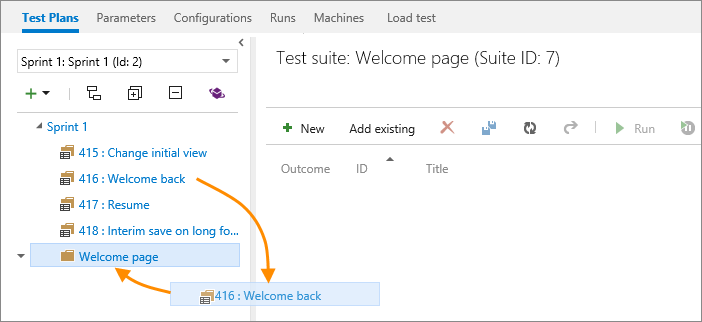 Test Plans Parameters Configurations Runs Machines Load test
Sprint 1: Sprint 1 (Id: 2)
Test suite: Welcome page (Suite ID: 7)
Sprint 1
415 : Change initial view
416 : Welcome back
417 : Resume
418 : Interim save on long fo...
Welcome page
416 : Welcome back
New Add existing Run
Outcome ID Title